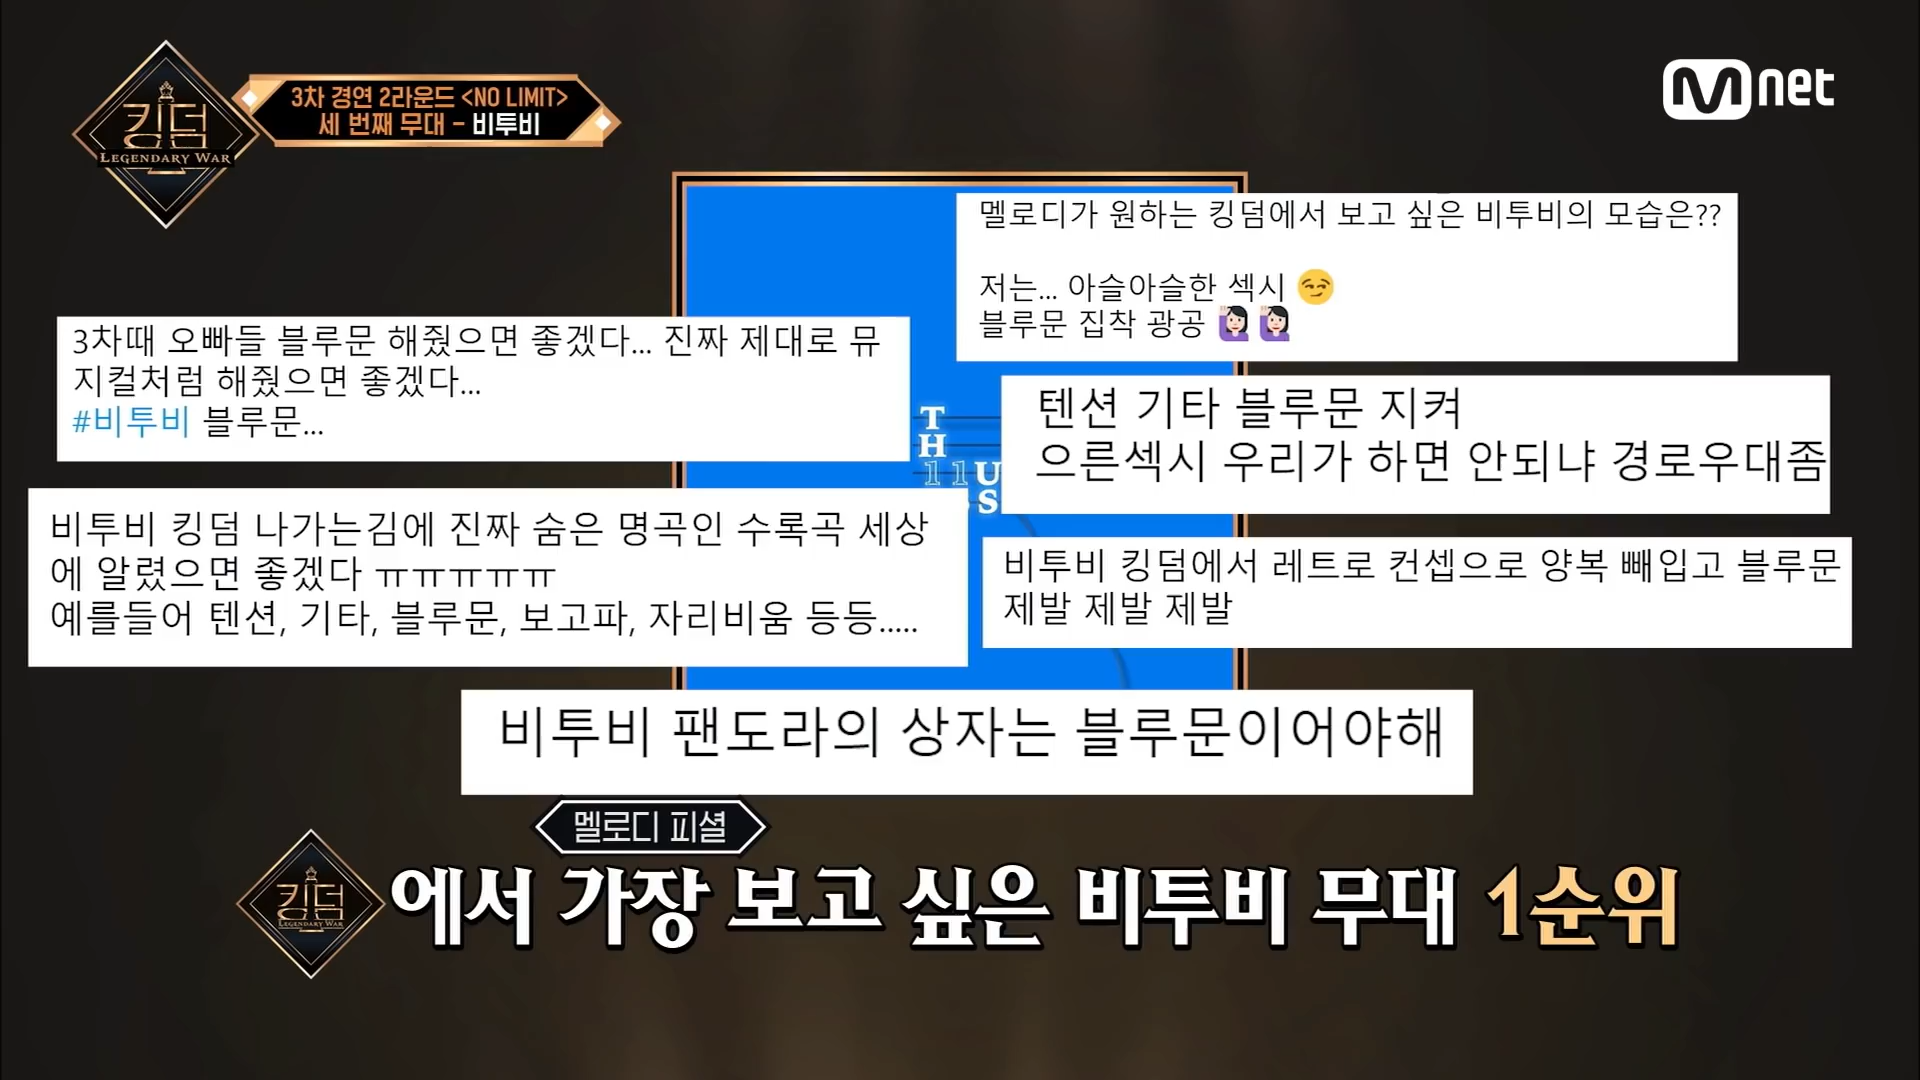 킹덤
LEGENDARY WAR
3차 경연 2라운드 <NO LIMIT>
세 번째 무대 - 비투비
Mnet
멜로디가 원하는 킹덤에서 보고 싶은 비투비의 모습은??
저는... 아슬아슬한 섹시 😏
블루문 집착 광공 🙋🏻‍♀️🙋🏻‍♀️
3차때 오빠들 블루문 해줬으면 좋겠다... 진짜 제대로 뮤
지컬처럼 해줬으면 좋겠다...
#비투비 블루문...
텐션 기타 블루문 지켜
으른섹시 우리가 하면 안되냐 경로우대좀
TH
11U
S
비투비 킹덤 나가는김에 진짜 숨은 명곡인 수록곡 세상
에 알렸으면 좋겠다 ㅠㅠㅠㅠㅠ
예를들어 텐션, 기타, 블루문, 보고파, 자리비움 등등.....
비투비 킹덤에서 레트로 컨셉으로 양복 빼입고 블루문
제발 제발 제발
비투비 팬도라의 상자는 블루문이어야해
멜로디 피셜
킹덤
LEGENDARY WAR
에서 가장 보고 싶은 비투비 무대 1순위